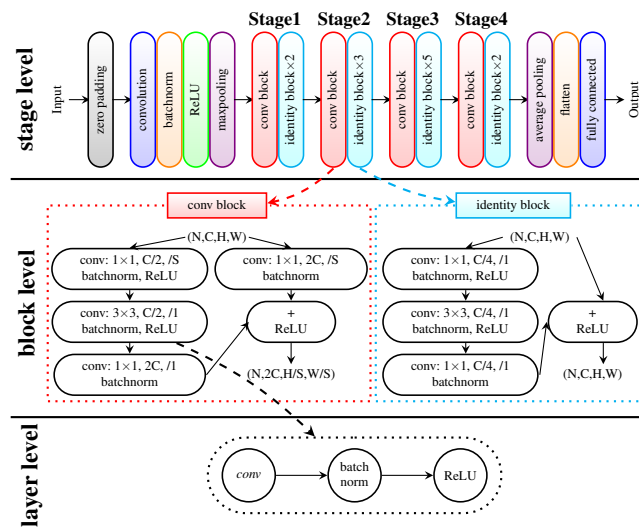 Stage1 Stage2 Stage3 Stage4
stage level
Input
zero padding
convolution
batchnorm
ReLU
maxpooling
conv block
identity block×2
conv block
identity block×3
conv block
identity block×5
conv block
identity block×2
average pooling
flatten
fully connected
Output
block level
conv block
(N,C,H,W)
conv: 1×1, C/2, /S
batchnorm, ReLU
conv: 3×3, C/2, /1
batchnorm, ReLU
conv: 1×1, 2C, /1
batchnorm
conv: 1×1, 2C, /S
batchnorm
+
ReLU
(N,2C,H/S,W/S)
identity block
(N,C,H,W)
conv: 1×1, C/4, /1
batchnorm, ReLU
conv: 3×3, C/4, /1
batchnorm, ReLU
conv: 1×1, C/4, /1
batchnorm
+
ReLU
(N,C,H,W)
layer level
conv
batch
norm
ReLU